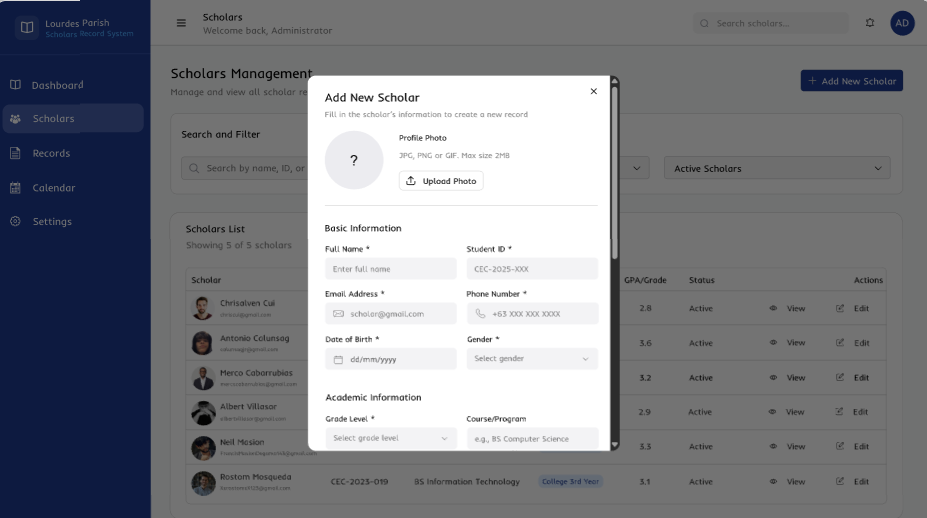 Lourdes Parish
Scholars Record System
Scholars
Welcome back, Administrator
Search scholars...
AD
Dashboard
Scholars
Records
Calendar
Settings
Scholars Management
Manage and view all scholar re
+ Add New Scholar
Search and Filter
Search by name, ID, or
Active Scholars
Scholars List
Showing 5 of 5 scholars
Scholar GPA/Grade Status Actions
Chrisalven Cui 2.8 Active View Edit
Antonio Colunsag 3.6 Active View Edit
Merco Cabarrubias 3.2 Active View Edit
Albert Villasor 2.9 Active View Edit
Neil Masion 3.3 Active View Edit
Rostom Mosqueda CEC-2023-019 BS Information Technology College 3rd Year 3.1 Active View Edit
Add New Scholar
Fill in the scholar's information to create a new record
?
Profile Photo
JPG, PNG or GIF. Max size 2MB
Upload Photo
Basic Information
Full Name * Student ID *
Enter full name CEC-2025-XXX
Email Address * Phone Number *
scholar@gmail.com +63 XXX XXX XXXX
Date of Birth * Gender *
dd/mm/yyyy Select gender
Academic Information
Grade Level * Course/Program
Select grade level e.g., BS Computer Science